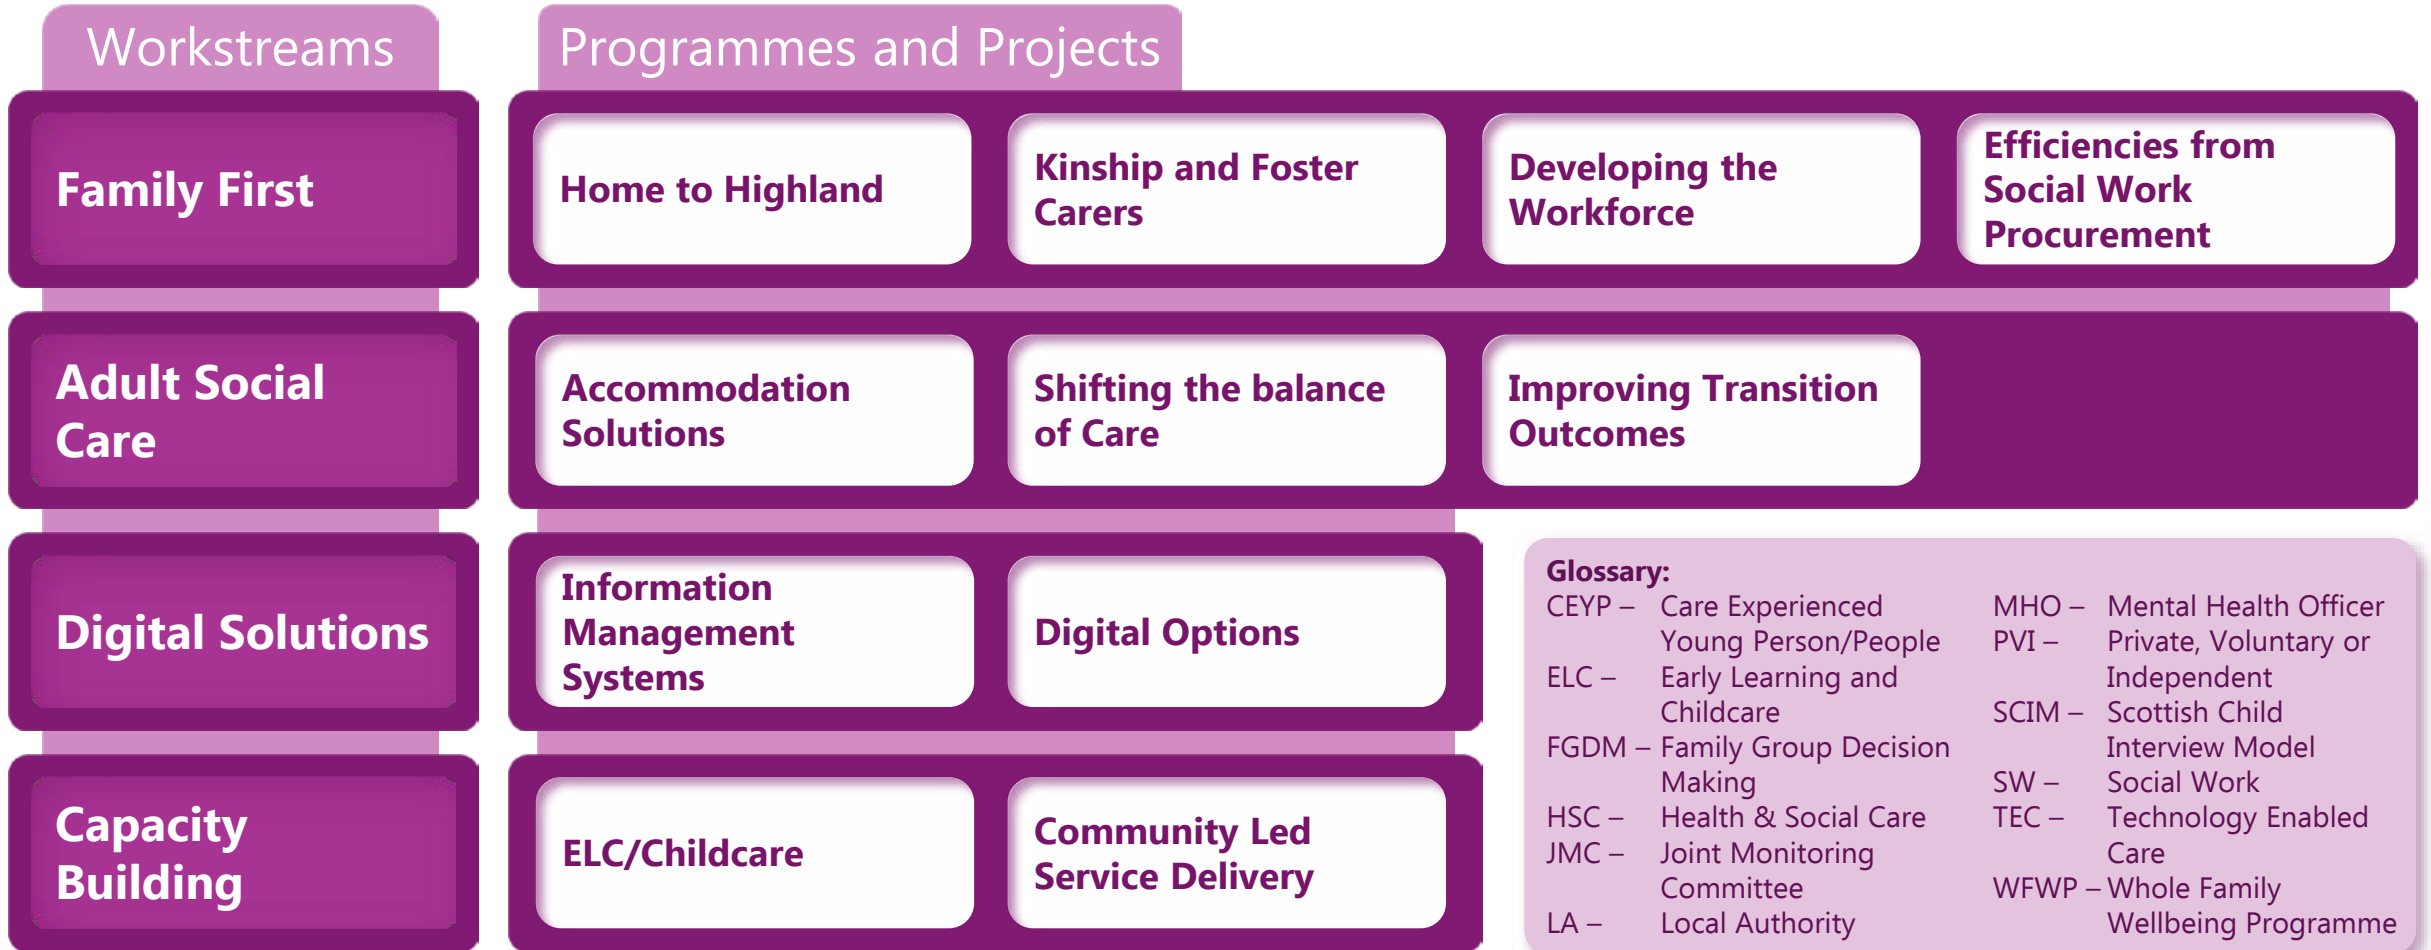 Workstreams
Programmes and Projects
Family First
Home to Highland
Kinship and Foster
Carers
Developing the
Workforce
Efficiencies from
Social Work
Procurement
Adult Social
Care
Accommodation
Solutions
Shifting the balance
of Care
Improving Transition
Outcomes
Digital Solutions
Information
Management
Systems
Digital Options
Capacity
Building
ELC/Childcare
Community Led
Service Delivery
Glossary:
CEYP – Care Experienced
Young Person/People
ELC – Early Learning and
Childcare
FGDM – Family Group Decision
Making
HSC – Health & Social Care
JMC – Joint Monitoring
Committee
LA – Local Authority
MHO – Mental Health Officer
PVI – Private, Voluntary or
Independent
SCIM – Scottish Child
Interview Model
SW – Social Work
TEC – Technology Enabled
Care
WFWP – Whole Family
Wellbeing Programme